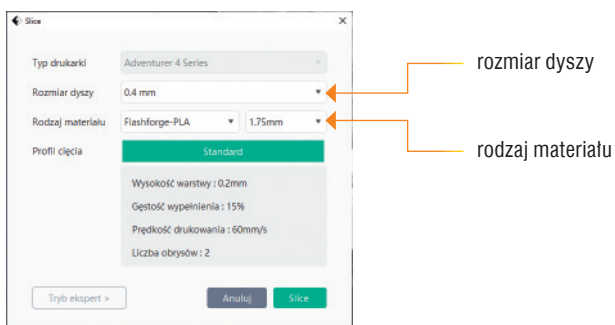 Slice
Typ drukarki Adventurer 4 Series
Rozmiar dyszy 0.4 mm
Rodzaj materiału Flashforge-PLA 1.75mm
Profil cięcia Standard
Wysokość warstwy : 0.2mm
Gęstość wypełnienia : 15%
Prędkość drukowania : 60mm/s
Liczba obrysów : 2
Tryb ekspert > Anuluj Slice
rozmiar dyszy
rodzaj materiału